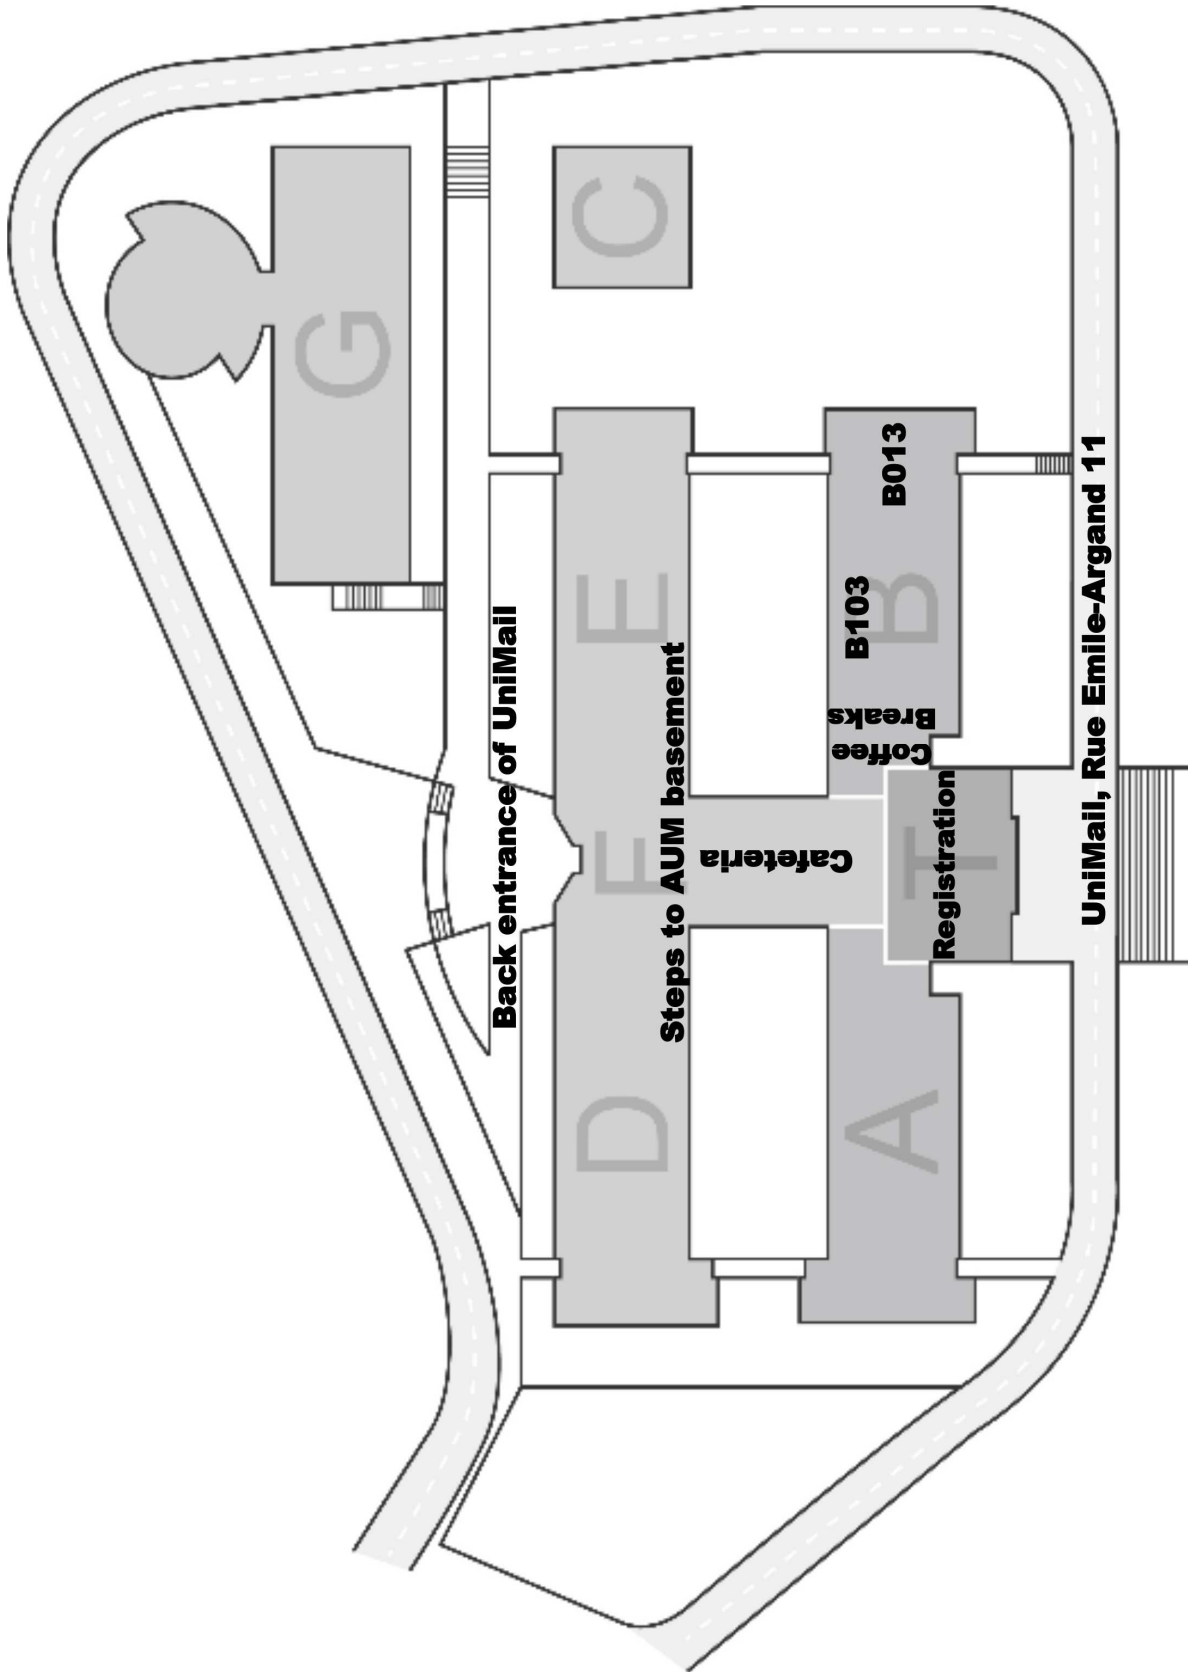 G
Back entrance of UniMail
D
F
E
C
Steps to AUM basement
Cafeteria
Coffee
Breaks
B103
B013
A
B
T
Registration
UniMail, Rue Emile-Argand 11